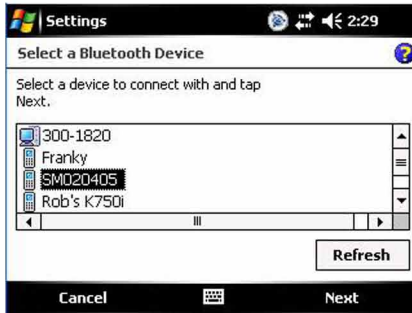 Settings 2:29
Select a Bluetooth Device ?
Select a device to connect with and tap
Next.
300-1820
Franky
SM020405
Rob's K750i
Refresh
Cancel Next